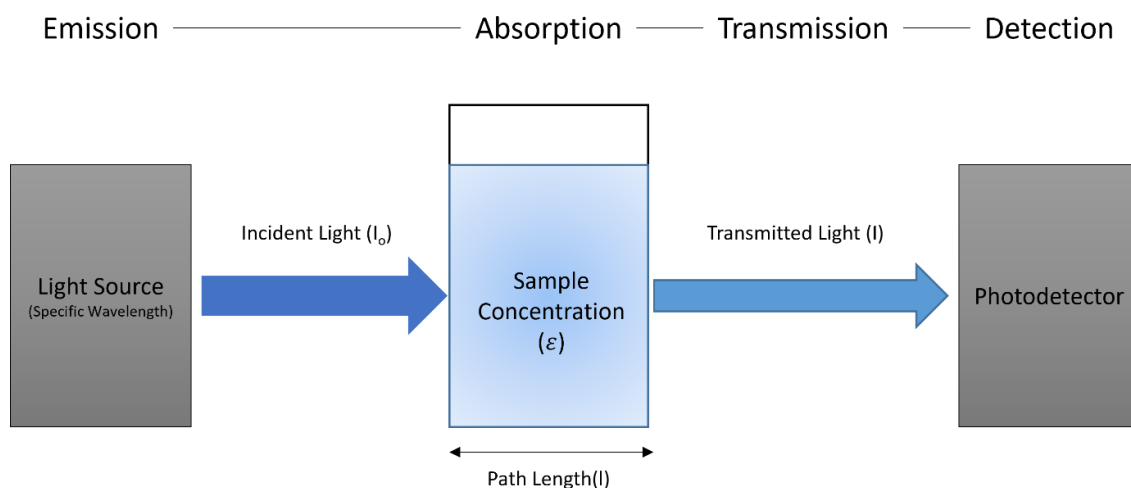 Emission
Absorption
Transmission
Detection
Incident Light (Iₒ)
Transmitted Light (I)
Light Source
(Specific Wavelength)
Sample
Concentration
(ε)
Photodetector
Path Length(l)